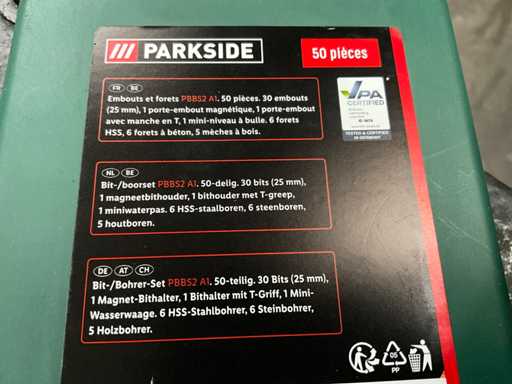 PARKSIDE
50 pièces
FR BE
Embouts et forets PBBS2 A1. 50 pièces. 30 embouts
(25 mm), 1 porte-embout magnétique, 1 porte-embout
avec manche en T, 1 mini-niveau à bulle. 6 forets
HSS, 6 forets à béton, 5 mèches à bois.
IPA
CERTIFIED
TESTED & CERTIFIED
IN GERMANY
NL BE
Bit-/boorset PBBS2 A1. 50-delig. 30 bits (25 mm),
1 magneetbithouder, 1 bithouder met T-greep,
1 miniwaterpas. 6 HSS-staalboren, 6 steenboren,
5 houtboren.
DE AT CH
Bit-/Bohrer-Set PBBS2 A1. 50-teilig. 30 Bits (25 mm),
1 Magnet-Bithalter, 1 Bithalter mit T-Griff, 1 Mini-
Wasserwaage. 6 HSS-Stahlbohrer, 6 Steinbohrer,
5 Holzbohrer.
05
PP